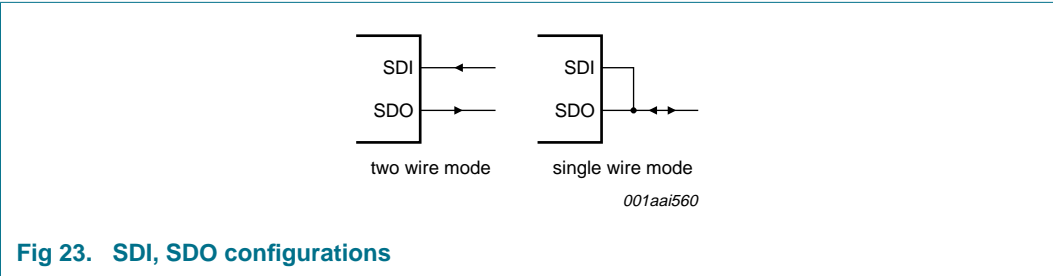 SDI
SDO
two wire mode
SDI
SDO
single wire mode
001aai560
Fig 23. SDI, SDO configurations